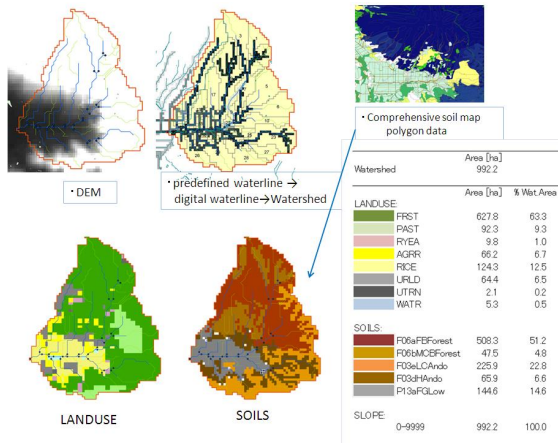 ・DEM
・predefined waterline →
digital waterline→Watershed
・Comprehensive soil map
polygon data
Area [ha]
Watershed 992.2
Area [ha] % Wat.Area
LANDUSE:
FRST 627.8 63.3
PAST 92.3 9.3
RYEA 9.8 1.0
AGRR 66.2 6.7
RICE 124.3 12.5
URLD 64.4 6.5
UTRN 2.1 0.2
WATR 5.3 0.5
SOILS:
F06aFBForest 508.3 51.2
F06bMCBForest 47.5 4.8
F03eLCAndo 225.9 22.8
F03dHAndo 65.9 6.6
P13aFGLow 144.6 14.6
SLOPE:
0-9999 992.2 100.0
LANDUSE
SOILS